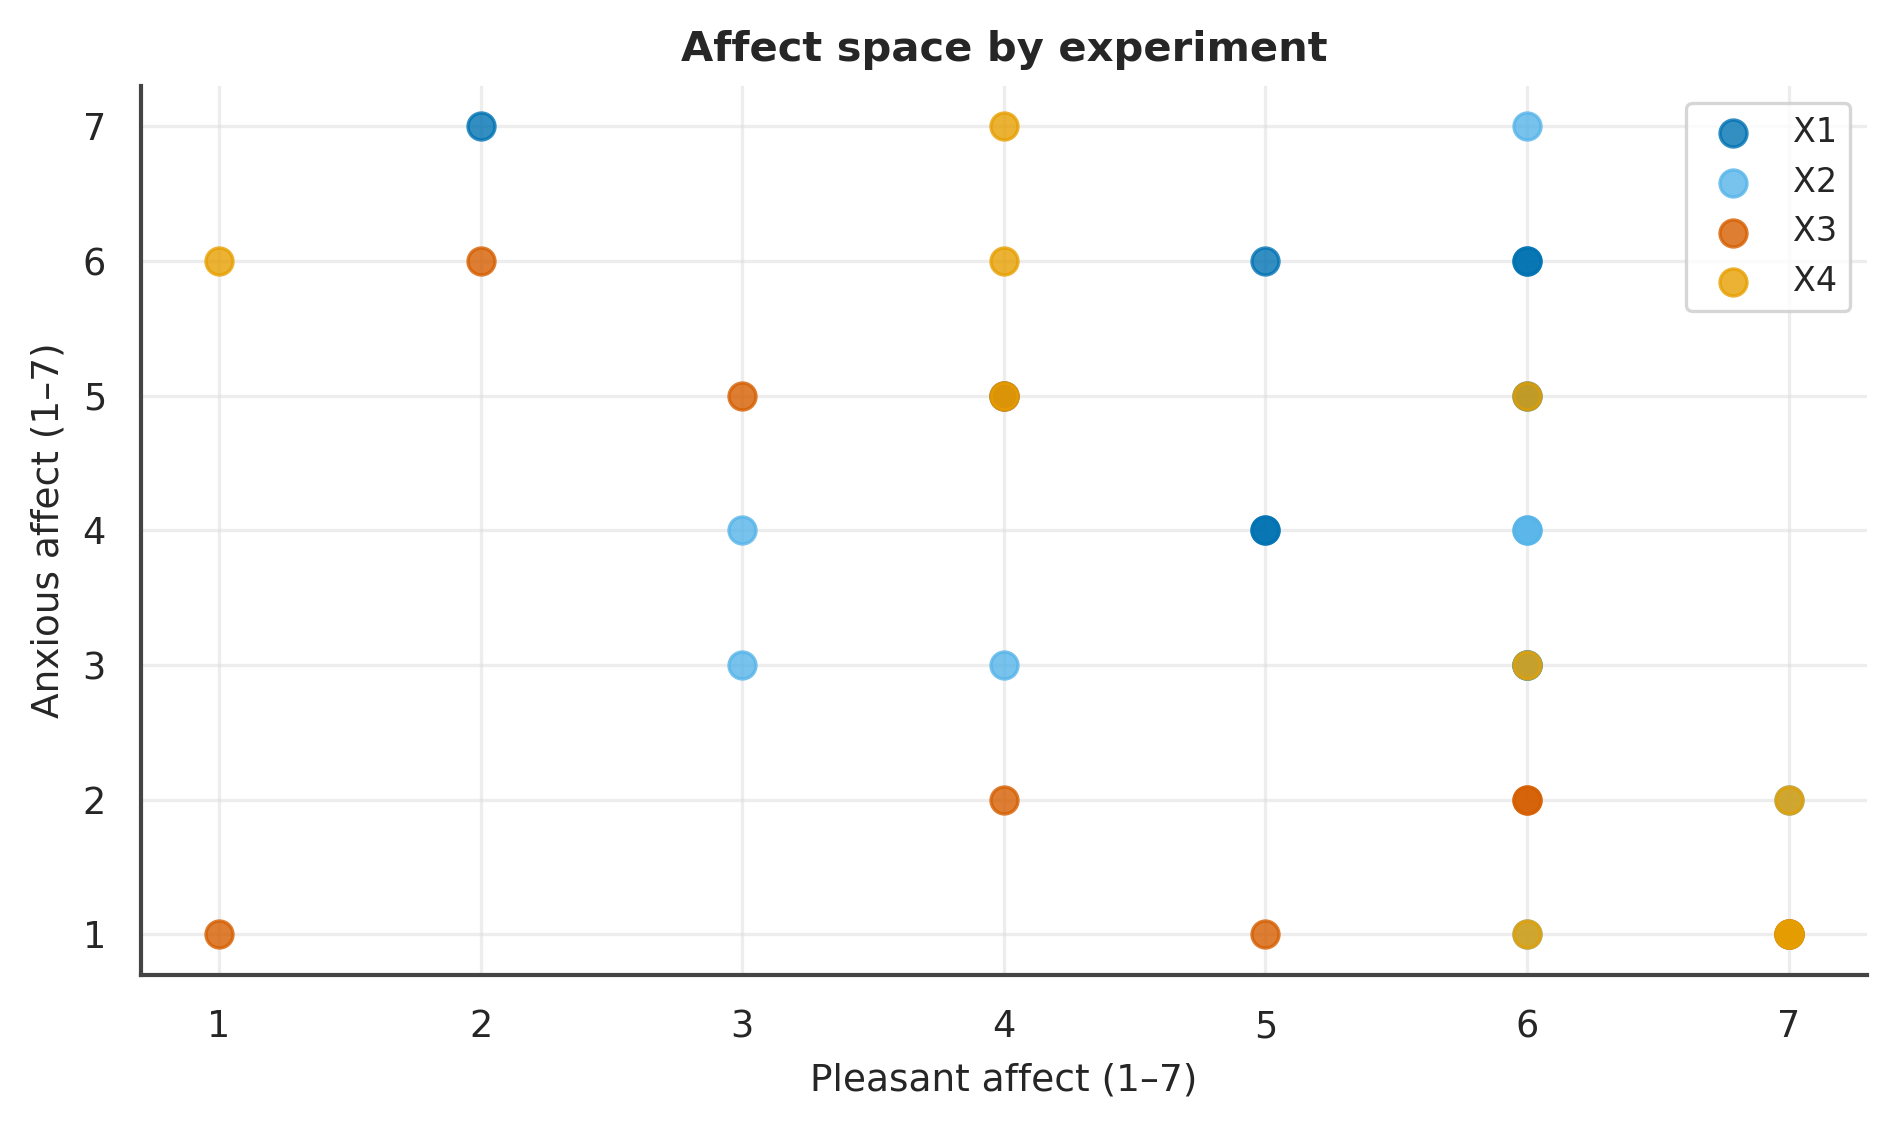 Affect space by experiment
7
6
5
4
3
2
1
Anxious affect (1–7)
X1
X2
X3
X4
1 2 3 4 5 6 7
Pleasant affect (1–7)